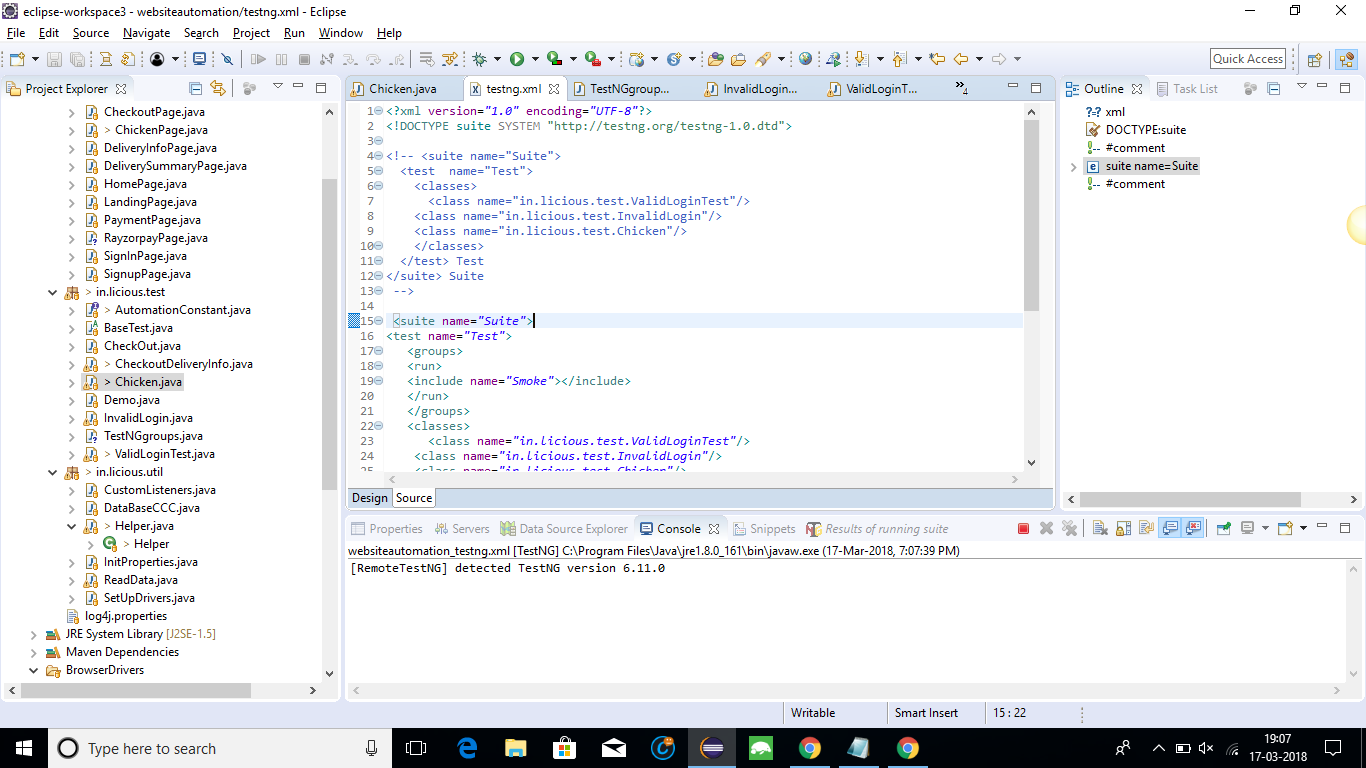 eclipse-workspace3 - websiteautomation/testng.xml - Eclipse
File Edit Source Navigate Search Project Run Window Help
Quick Access
Project Explorer
CheckoutPage.java
> ChickenPage.java
DeliveryInfoPage.java
DeliverySummaryPage.java
HomePage.java
LandingPage.java
PaymentPage.java
RayzorpayPage.java
SignInPage.java
SignupPage.java
> in.licious.test
> AutomationConstant.java
BaseTest.java
CheckOut.java
> CheckoutDeliveryInfo.java
> Chicken.java
Demo.java
InvalidLogin.java
TestNGgroups.java
> ValidLoginTest.java
> in.licious.util
CustomListeners.java
DataBaseCCC.java
> Helper.java
> Helper
InitProperties.java
> ReadData.java
SetUpDrivers.java
log4j.properties
JRE System Library [J2SE-1.5]
Maven Dependencies
BrowserDrivers
Chicken.java testng.xml TestNGgroup... InvalidLogin... ValidLoginT... »4
1 <?xml version="1.0" encoding="UTF-8"?>
2 <!DOCTYPE suite SYSTEM "http://testng.org/testng-1.0.dtd">
3
4 <!-- <suite name="Suite">
5 <test  name="Test">
6 <classes>
7 <class name="in.licious.test.ValidLoginTest"/>
8 <class name="in.licious.test.InvalidLogin"/>
9 <class name="in.licious.test.Chicken"/>
10 </classes>
11 </test> Test
12 </suite> Suite
13 -->
14
15 <suite name="Suite">
16 <test name="Test">
17 <groups>
18 <run>
19 <include name="Smoke"></include>
20 </run>
21 </groups>
22 <classes>
23 <class name="in.licious.test.ValidLoginTest"/>
24 <class name="in.licious.test.InvalidLogin"/>
25 <class name="in.licious.test.Chicken"/>
Design Source
Outline Task List
?-? xml
DOCTYPE:suite
#comment
e suite name=Suite
#comment
Properties Servers Data Source Explorer Console Snippets Results of running suite
websiteautomation_testng.xml [TestNG] C:\Program Files\Java\jre1.8.0_161\bin\javaw.exe (17-Mar-2018, 7:07:39 PM)
[RemoteTestNG] detected TestNG version 6.11.0
Writable Smart Insert 15 : 22
Type here to search
19:07
17-03-2018